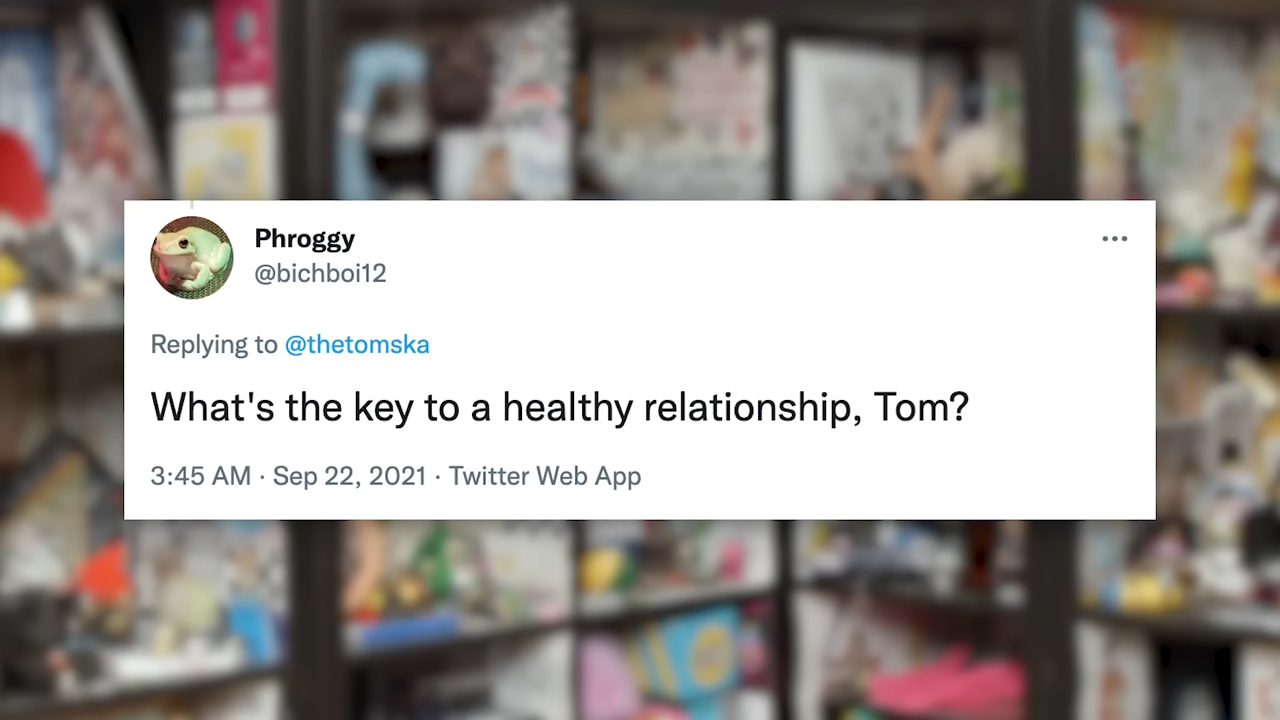 Phroggy
@bichboi12
Replying to @thetomska
What's the key to a healthy relationship, Tom?
3:45 AM · Sep 22, 2021 · Twitter Web App